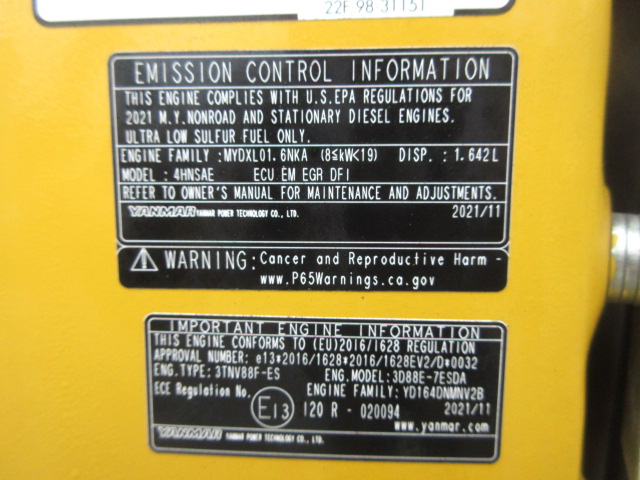 22F 98 31151
EMISSION CONTROL INFORMATION
THIS ENGINE COMPLIES WITH U.S.EPA REGULATIONS FOR
2021 M.Y.NONROAD AND STATIONARY DIESEL ENGINES.
ULTRA LOW SULFUR FUEL ONLY.
ENGINE FAMILY:MYDXL01.6NKA (8≤kW<19) DISP.:1.642L
MODEL:4HNSAE ECU EM EGR DFI
REFER TO OWNER'S MANUAL FOR MAINTENANCE AND ADJUSTMENTS.
YANMAR YANMAR POWER TECHNOLOGY CO., LTD. 2021/11
WARNING:Cancer and Reproductive Harm -
www.P65Warnings.ca.gov
IMPORTANT ENGINE INFORMATION
THIS ENGINE CONFORMS TO (EU)2016/1628 REGULATION
APPROVAL NUMBER: e13*2016/1628*2016/1628EV2/D*0032
ENG.TYPE: 3TNV88F-ES ENG.MODEL: 3D88E-7ESDA
ECE Regulation No. ENGINE FAMILY: YD164DNMNV2B
E13 120 R - 020094 2021/11
www.yanmar.com
YANMAR YANMAR POWER TECHNOLOGY CO., LTD.